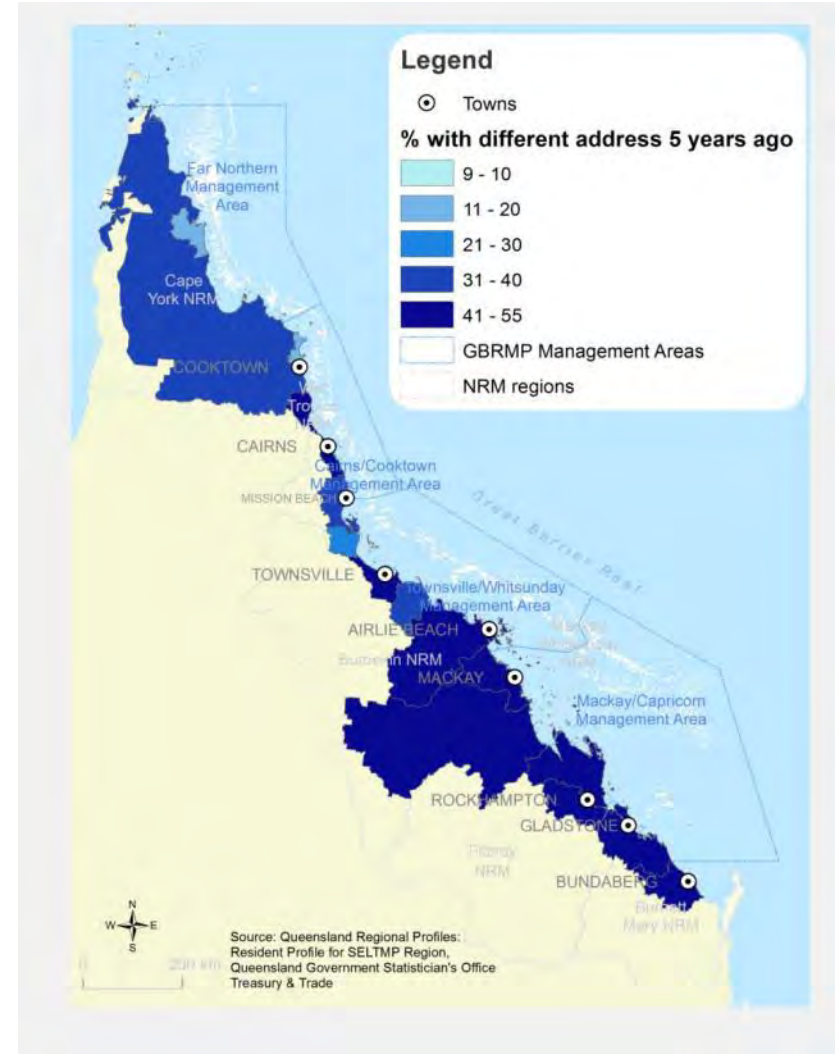 Legend
Towns
% with different address 5 years ago
9 - 10
11 - 20
21 - 30
31 - 40
41 - 55
GBRMP Management Areas
NRM regions
Far Northern
Management
Area
Cape
York NRM
COOKTOWN
CAIRNS
Cairns/Cooktown
Management Area
MISSION BEACH
Great Barrier Reef
TOWNSVILLE
Townsville/Whitsunday
Management Area
AIRLIE BEACH
NRM
MACKAY
Mackay/Capricorn
Management Area
ROCKHAMPTON
GLADSTONE
Fitzroy
NRM
BUNDABERG
Burnett
Mary NRM
N
W
E
S
0
200 km
Source: Queensland Regional Profiles:
Resident Profile for SELTMP Region,
Queensland Government Statistician's Office
Treasury & Trade